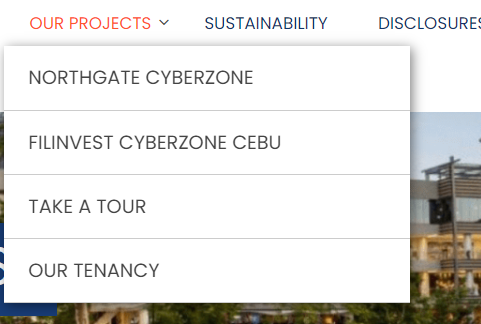 OUR PROJECTS SUSTAINABILITY DISCLOSURES
NORTHGATE CYBERZONE
FILINVEST CYBERZONE CEBU
TAKE A TOUR
OUR TENANCY